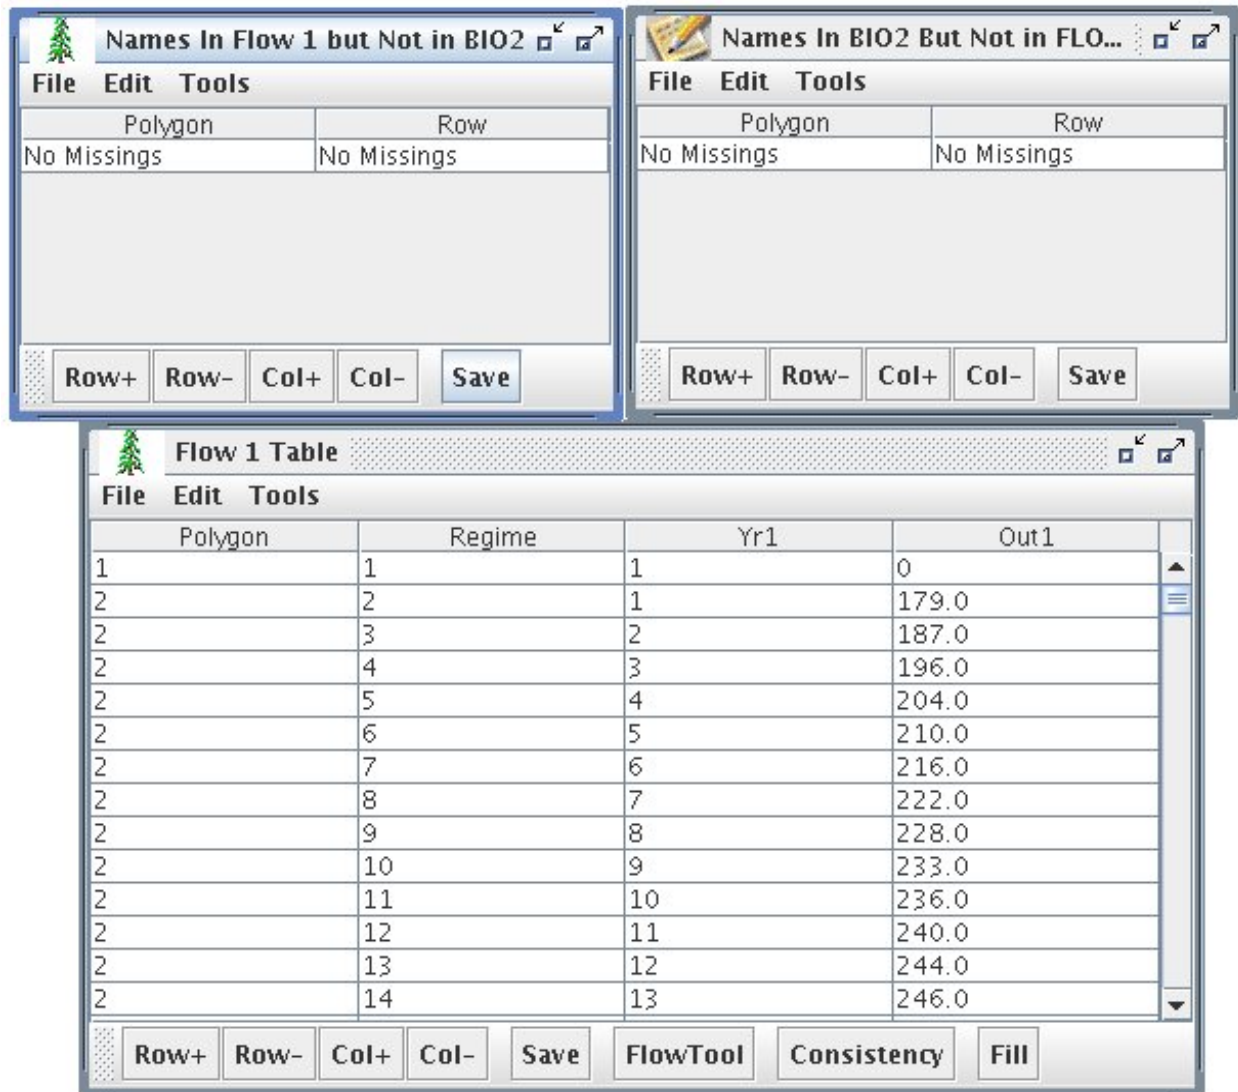 Names In Flow 1 but Not in BIO2
File Edit Tools
Polygon Row
No Missings No Missings
Row+ Row- Col+ Col- Save
Names In BIO2 But Not in FLO...
File Edit Tools
Polygon Row
No Missings No Missings
Row+ Row- Col+ Col- Save
Flow 1 Table
File Edit Tools
Polygon Regime Yr1 Out1
1 1 1 0
2 2 1 179.0
2 3 2 187.0
2 4 3 196.0
2 5 4 204.0
2 6 5 210.0
2 7 6 216.0
2 8 7 222.0
2 9 8 228.0
2 10 9 233.0
2 11 10 236.0
2 12 11 240.0
2 13 12 244.0
2 14 13 246.0
Row+ Row- Col+ Col- Save FlowTool Consistency Fill